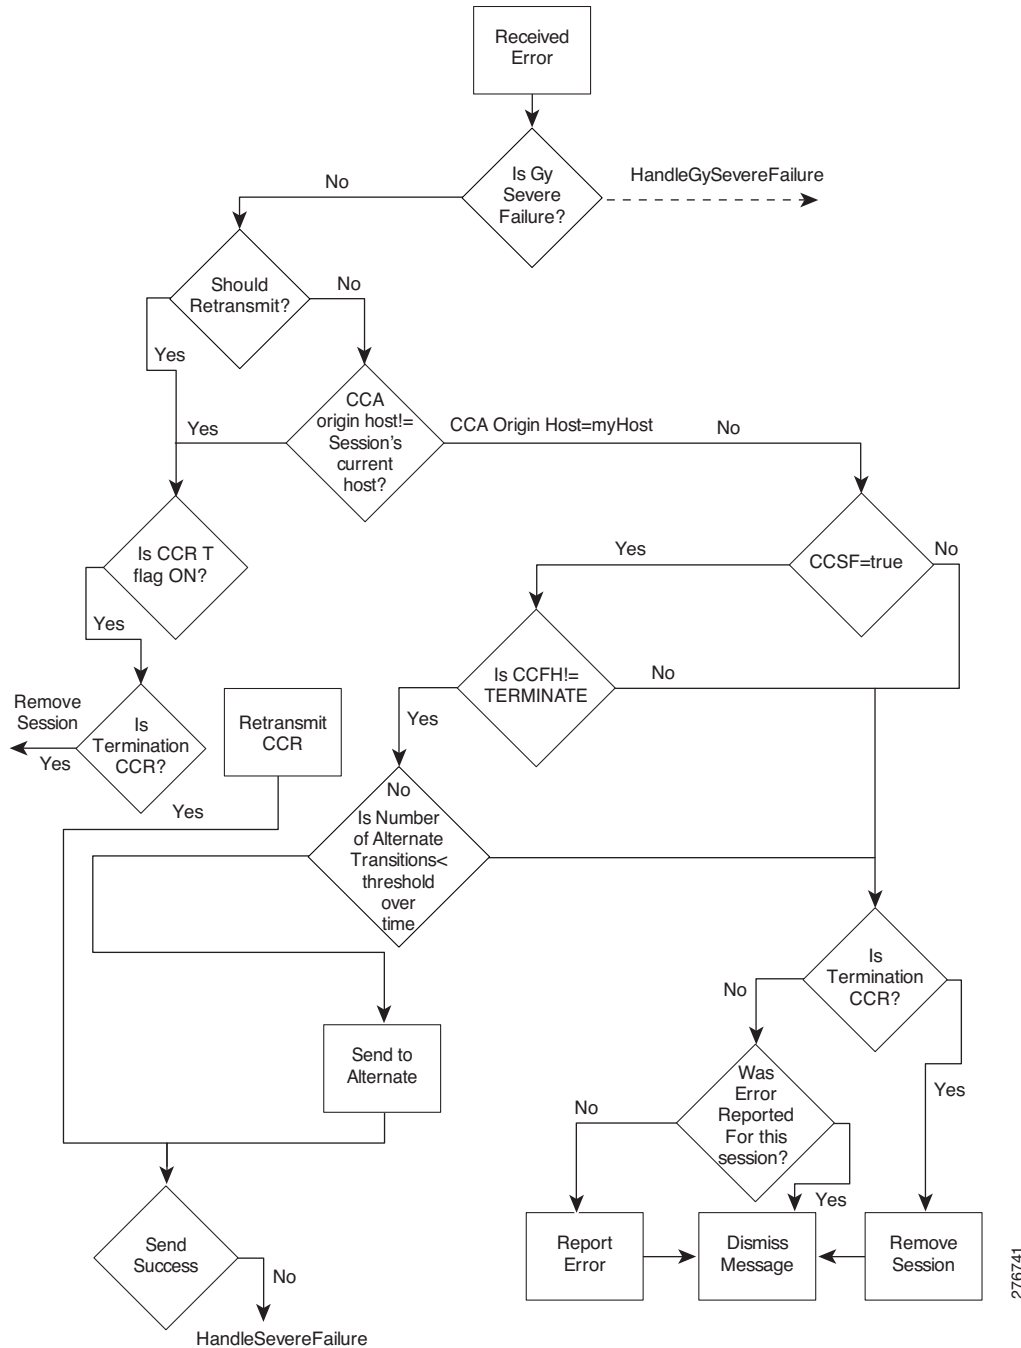 Received
Error
Is Gy
Severe
Failure?
HandleGySevereFailure
No
Should
Retransmit?
No
Yes
CCA
origin host!=
Session's
current
host?
Yes
CCA Origin Host=myHost
No
Is CCR T
flag ON?
Yes
CCSF=true
No
Yes
Is CCFH!=
TERMINATE
No
Yes
Remove
Session
Yes
Is
Termination
CCR?
Retransmit
CCR
Yes
No
Is Number
of Alternate
Transitions<
threshold
over
time
Is
Termination
CCR?
No
Yes
Send to
Alternate
Was
Error
Reported
For this
session?
No
Yes
Send
Success
No
HandleSevereFailure
Report
Error
Dismiss
Message
Remove
Session
276741